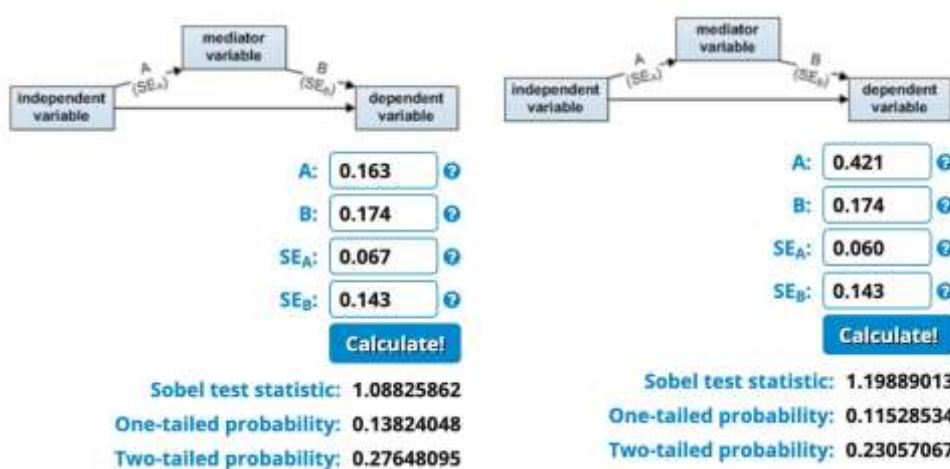 mediator
variable
A
(SEA)
B
(SEB)
independent
variable
dependent
variable
A: 0.163
B: 0.174
SEA: 0.067
SEB: 0.143
Calculate!
Sobel test statistic: 1.08825862
One-tailed probability: 0.13824048
Two-tailed probability: 0.27648095
mediator
variable
A
(SEA)
B
(SEB)
independent
variable
dependent
variable
A: 0.421
B: 0.174
SEA: 0.060
SEB: 0.143
Calculate!
Sobel test statistic: 1.19889013
One-tailed probability: 0.11528534
Two-tailed probability: 0.23057067